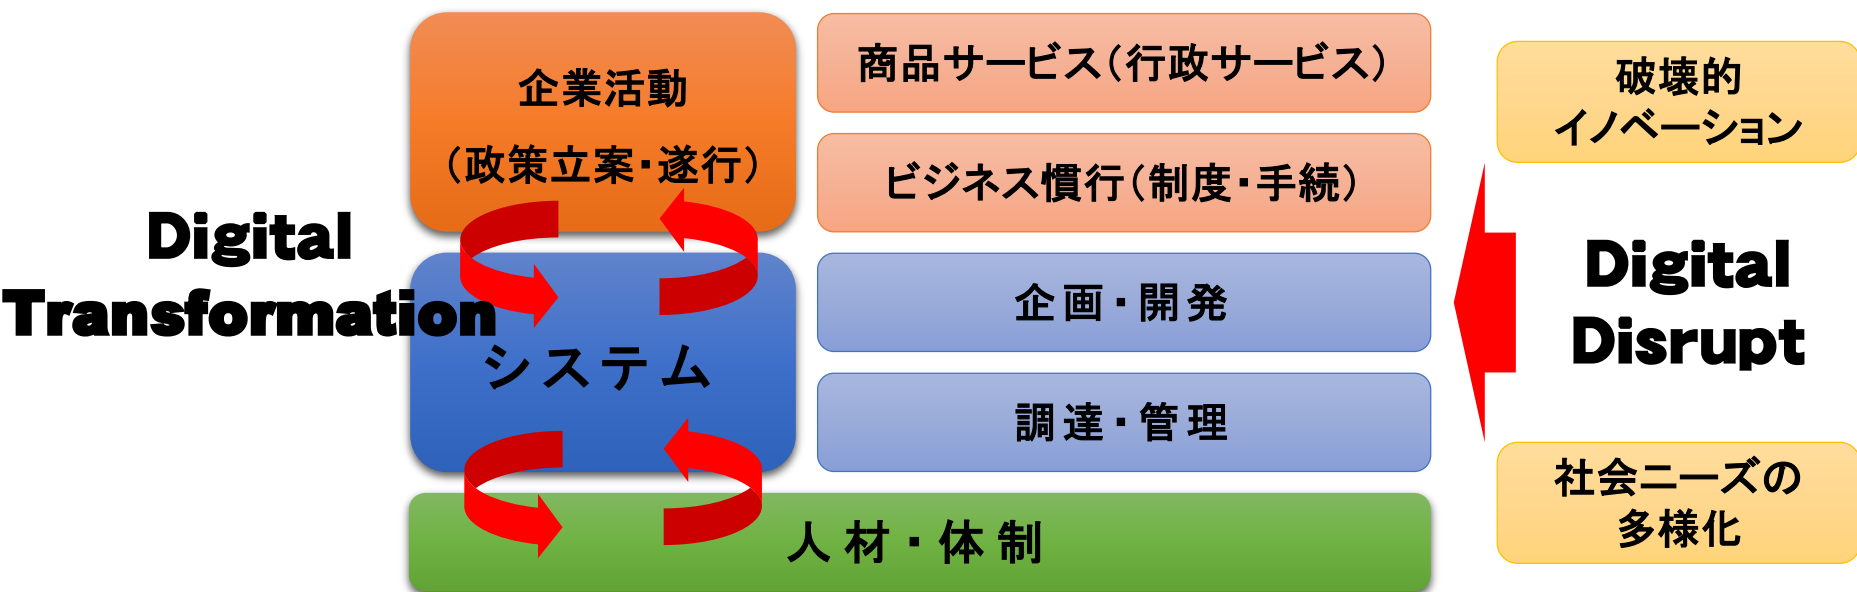 Digital
Transformation
企業活動
（政策立案・遂行）
システム
商品サービス（行政サービス）
ビジネス慣行（制度・手続）
企画・開発
調達・管理
人材・体制
破壊的
イノベーション
Digital
Disrupt
社会ニーズの
多様化